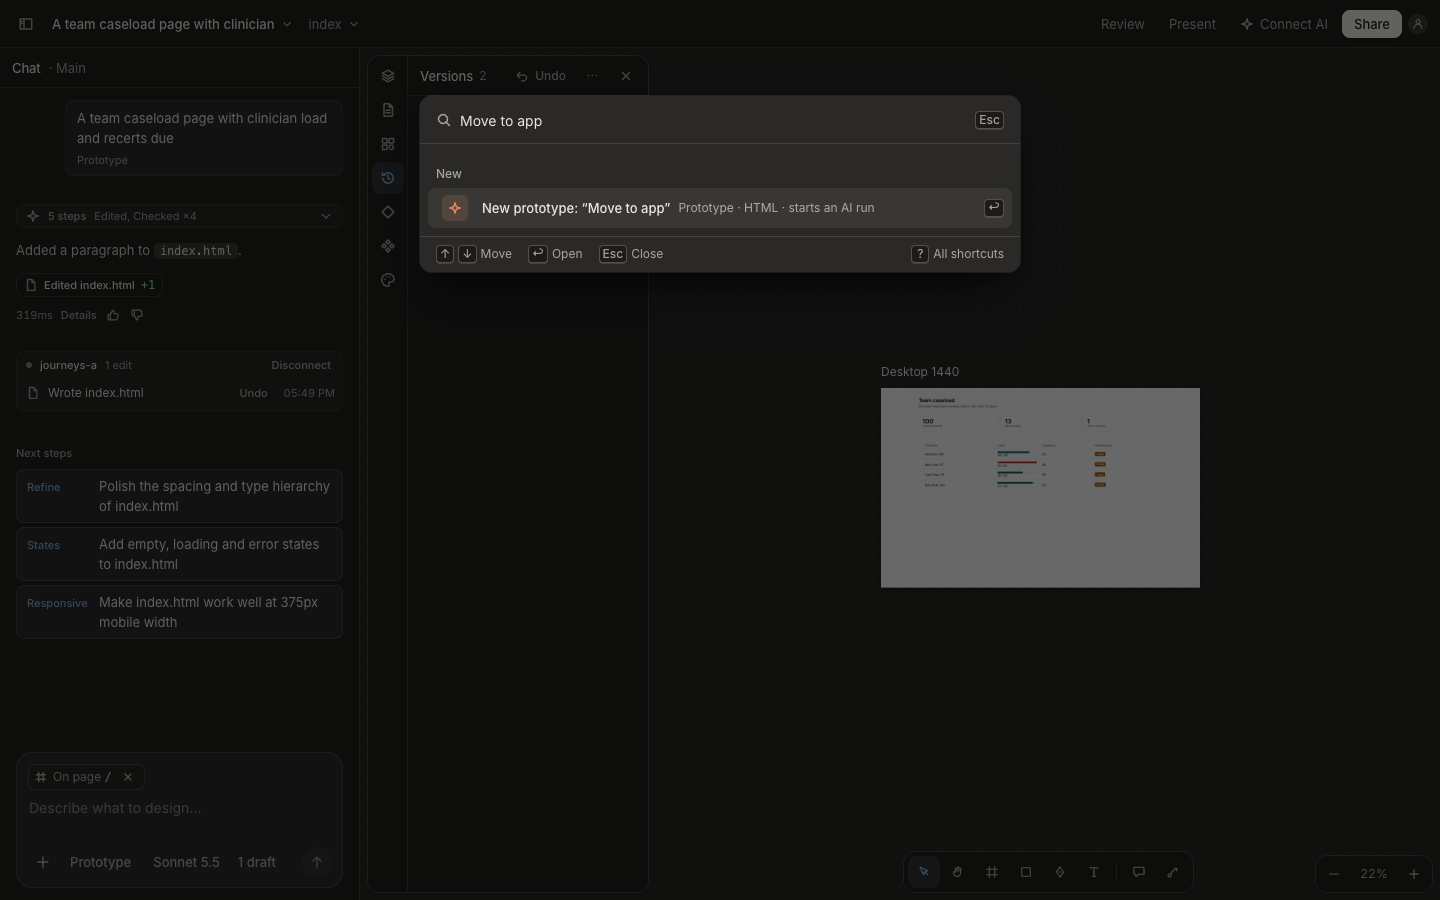 A team caseload page with clinician
index
Review
Present
Connect AI
Share
Chat · Main
A team caseload page with clinician load
and recerts due
Prototype
5 steps Edited, Checked ×4
Added a paragraph to index.html.
Edited index.html +1
319ms Details
journeys-a 1 edit Disconnect
Wrote index.html Undo 05:49 PM
Next steps
Refine Polish the spacing and type hierarchy
of index.html
States Add empty, loading and error states
to index.html
Responsive Make index.html work well at 375px
mobile width
On page /
Describe what to design...
Prototype Sonnet 5.5 1 draft
Versions 2 Undo ···
Move to app Esc
New
New prototype: “Move to app” Prototype · HTML · starts an AI run
Move Open Esc Close ? All shortcuts
Desktop 1440
Team caseload
100 13 1
T
22%